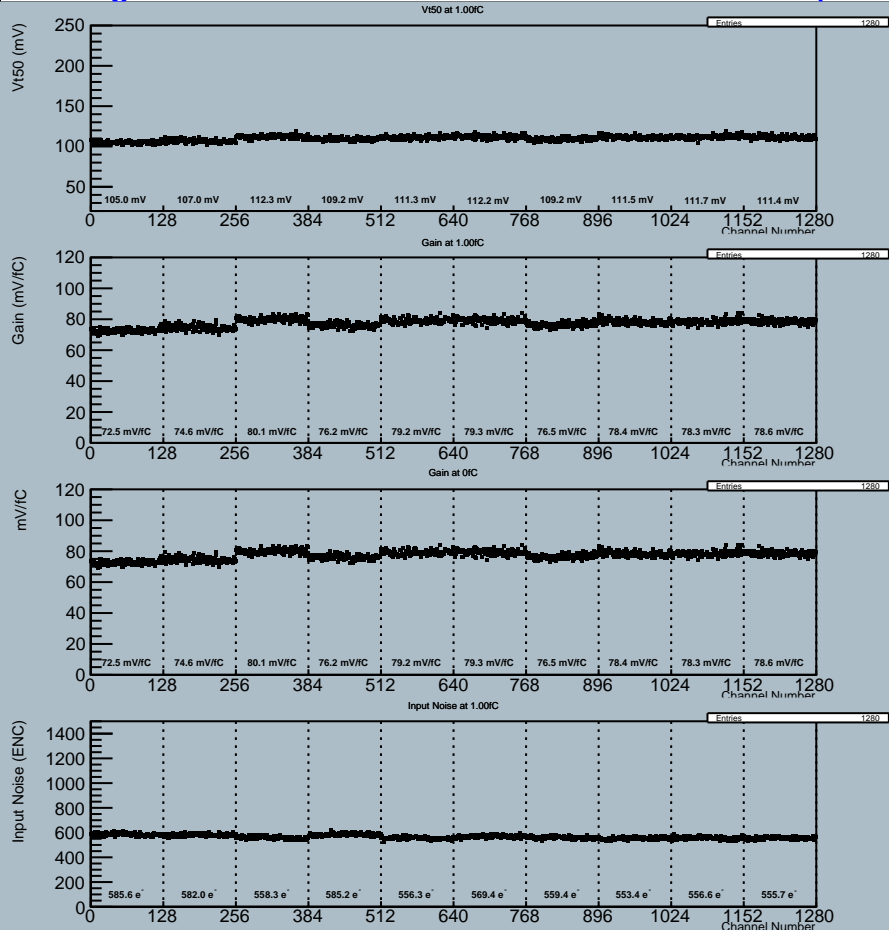 Vt50 at 1.00fC
Entries 1280
Vt50 (mV)
250
200
150
100
50
105.0 mV 107.0 mV 112.3 mV 109.2 mV 111.3 mV 112.2 mV 109.2 mV 111.5 mV 111.7 mV 111.4 mV
0 128 256 384 512 640 768 896 1024 1152 1280
Channel Number
Gain at 1.00fC
Entries 1280
Gain (mV/fC)
120
100
80
60
40
20
0
72.5 mV/fC 74.6 mV/fC 80.1 mV/fC 76.2 mV/fC 79.2 mV/fC 79.3 mV/fC 76.5 mV/fC 78.4 mV/fC 78.3 mV/fC 78.6 mV/fC
0 128 256 384 512 640 768 896 1024 1152 1280
Channel Number
Gain at 0fC
Entries 1280
mV/fC
120
100
80
60
40
20
0
72.5 mV/fC 74.6 mV/fC 80.1 mV/fC 76.2 mV/fC 79.2 mV/fC 79.3 mV/fC 76.5 mV/fC 78.4 mV/fC 78.3 mV/fC 78.6 mV/fC
0 128 256 384 512 640 768 896 1024 1152 1280
Channel Number
Input Noise at 1.00fC
Entries 1280
Input Noise (ENC)
1400
1200
1000
800
600
400
200
0
585.6 e⁻ 582.0 e⁻ 558.3 e⁻ 585.2 e⁻ 556.3 e⁻ 569.4 e⁻ 559.4 e⁻ 553.4 e⁻ 556.6 e⁻ 555.7 e⁻
0 128 256 384 512 640 768 896 1024 1152 1280
Channel Number